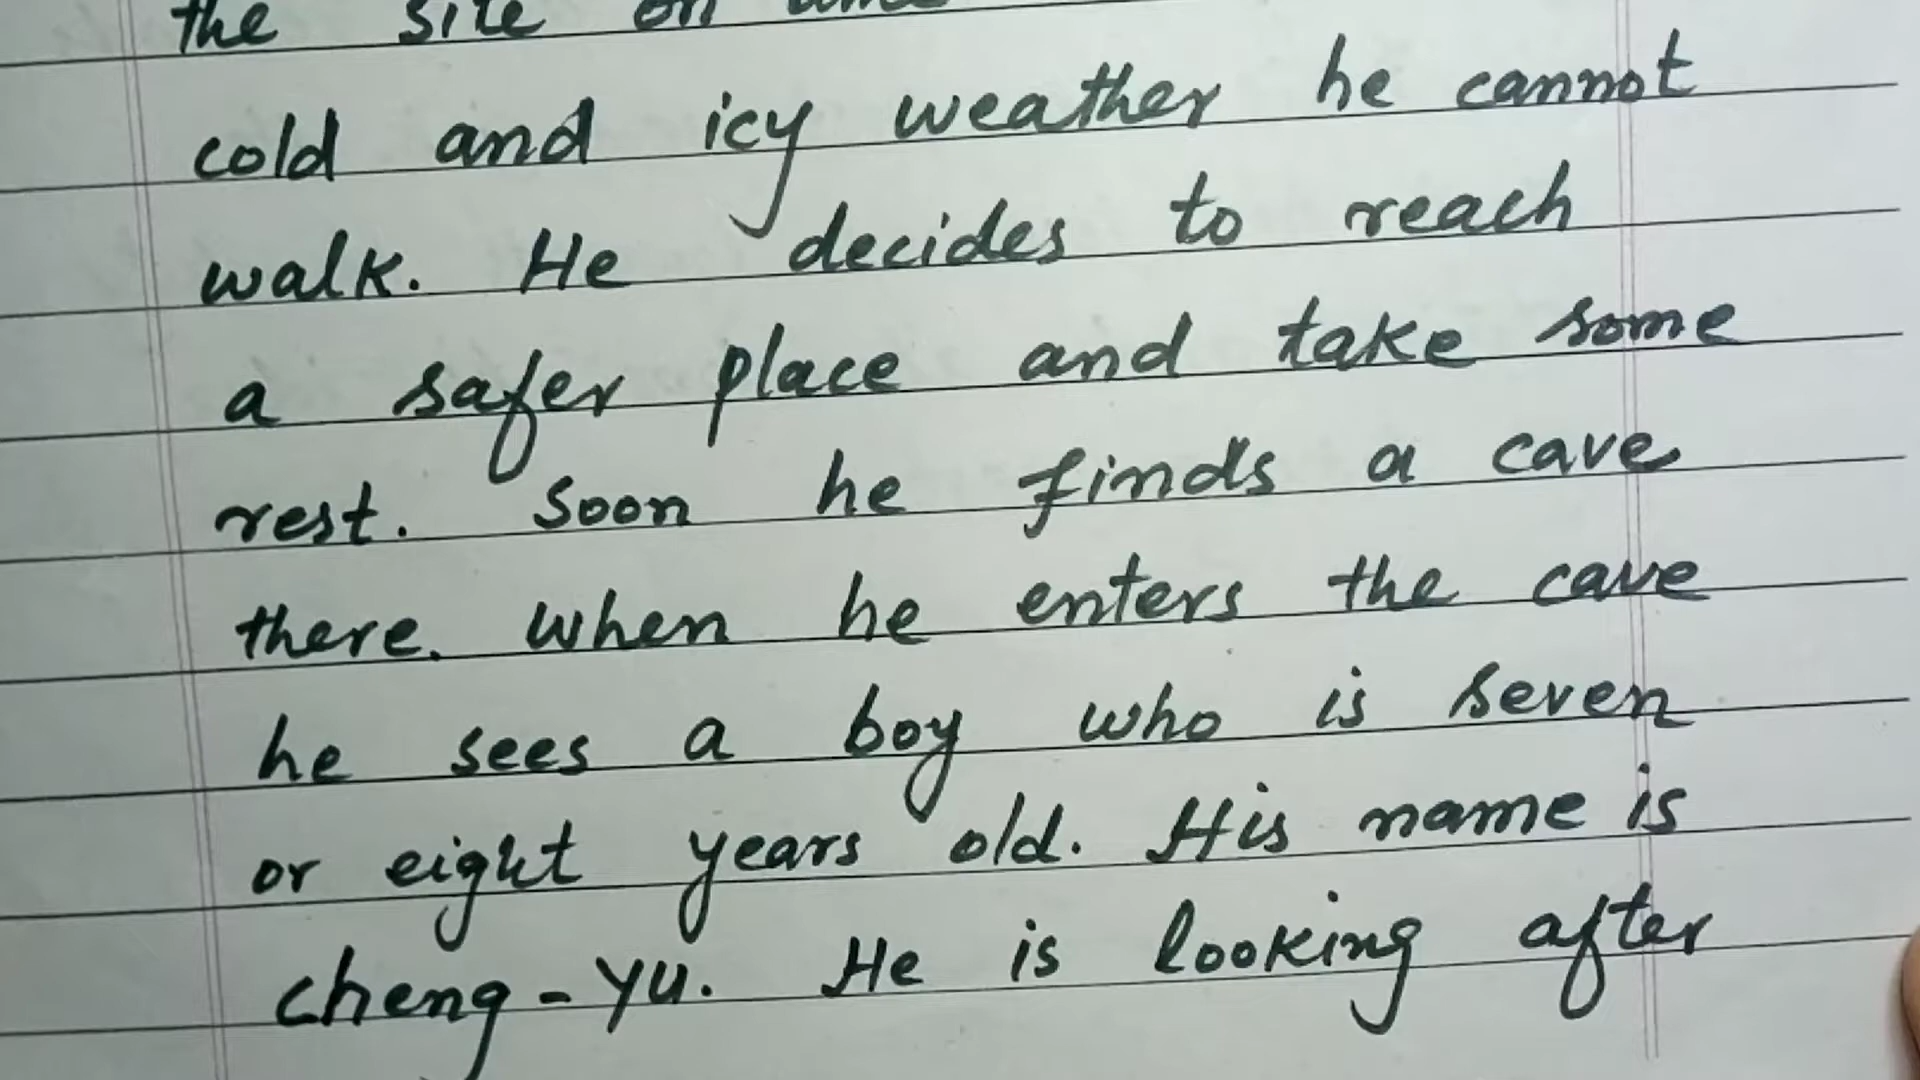 the site on
cold and icy weather he cannot
walk. He decides to reach
a safer place and take some
rest. Soon he finds a cave
there. When he enters the cave
he sees a boy who is seven
or eight years old. His name is
Cheng-Yu. He is looking after